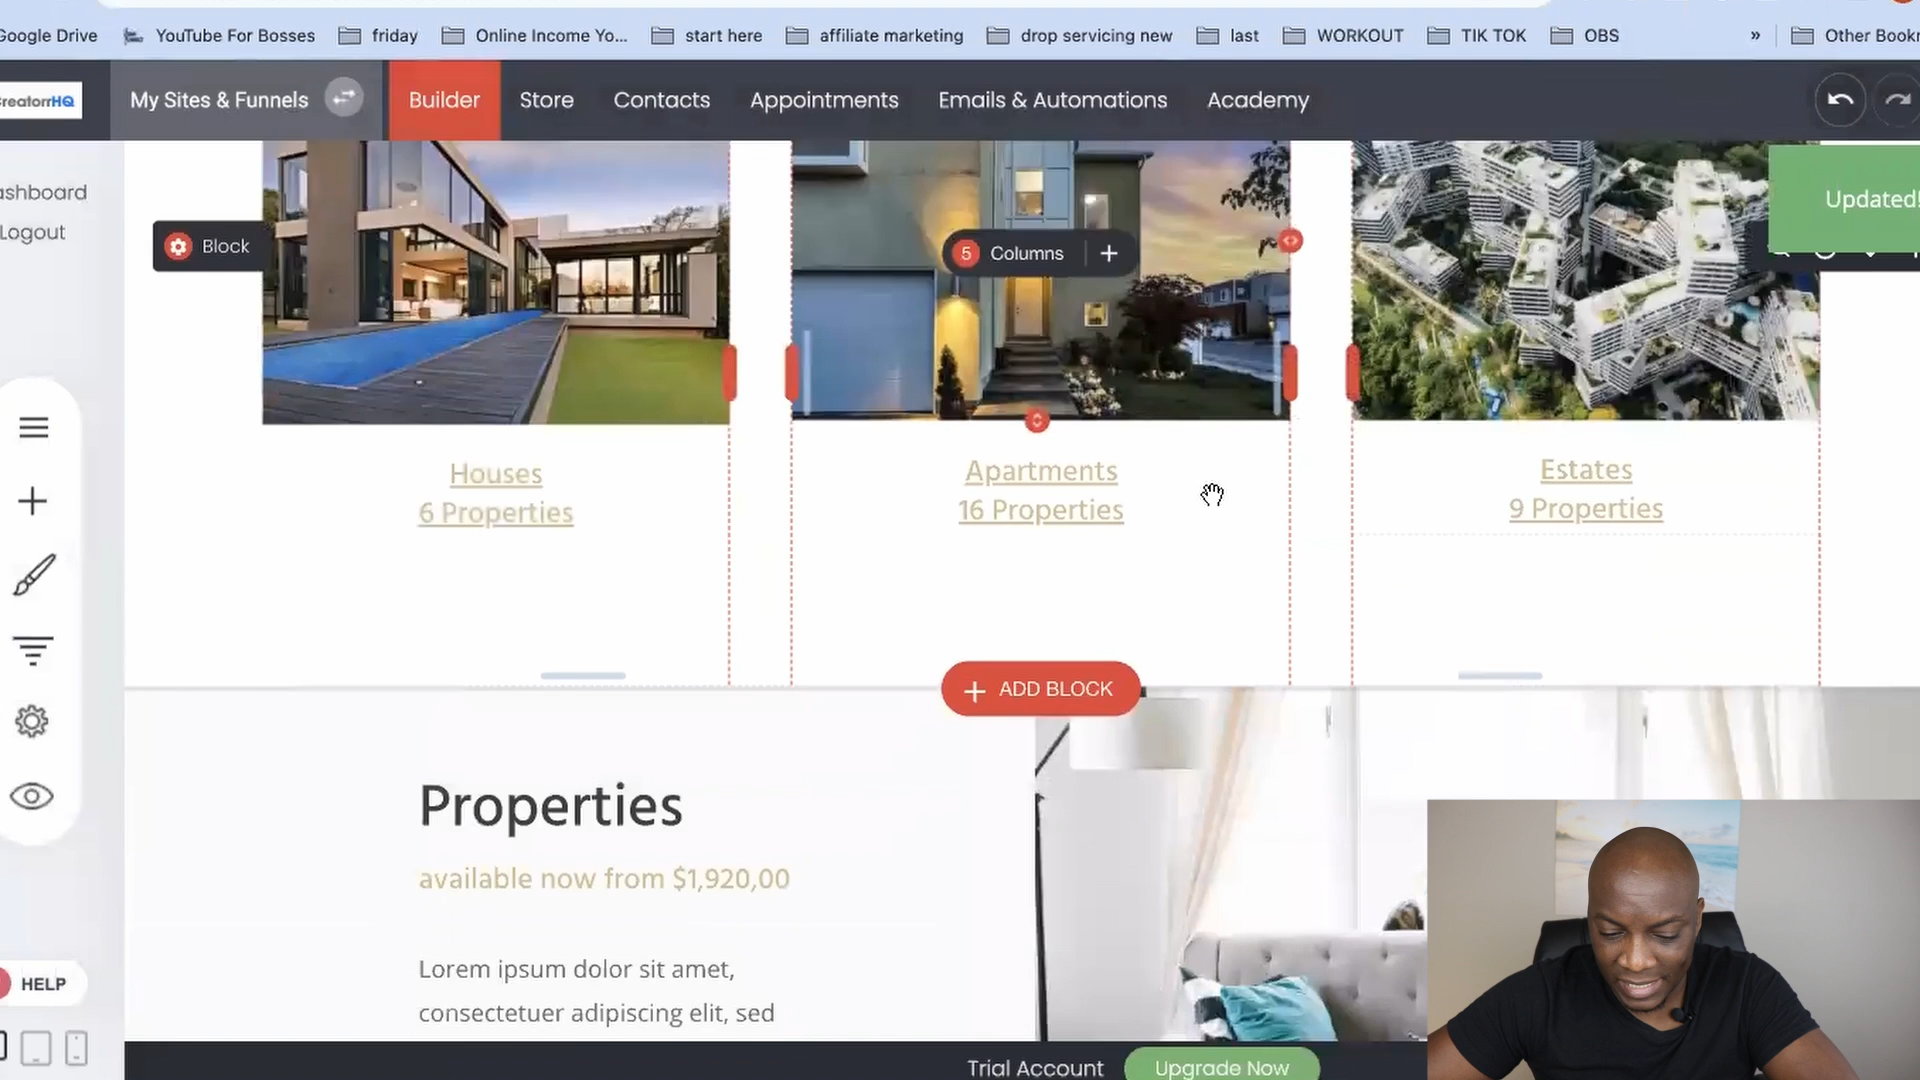 Google Drive YouTube For Bosses friday Online Income Yo... start here affiliate marketing drop servicing new last WORKOUT TIK TOK OBS » Other Bookr
CreatorrHQ My Sites & Funnels Builder Store Contacts Appointments Emails & Automations Academy
ashboard
Logout
Updated!
Block
5 Columns +
Houses
6 Properties
Apartments
16 Properties
Estates
9 Properties
+ ADD BLOCK
Properties
available now from $1,920,00
Lorem ipsum dolor sit amet,
consectetuer adipiscing elit, sed
HELP
Trial Account Upgrade Now